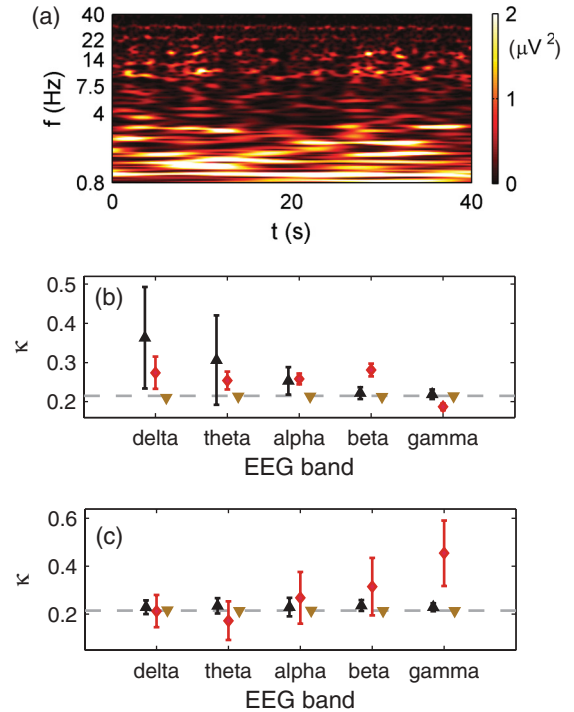 (a)
40
22
14
7.5
4
0.8
f (Hz)
0 20 40
t (s)
2
1
0
(μV²)
(b)
0.5
0.4
0.3
0.2
κ
delta theta alpha beta gamma
EEG band
(c)
0.6
0.4
0.2
κ
delta theta alpha beta gamma
EEG band